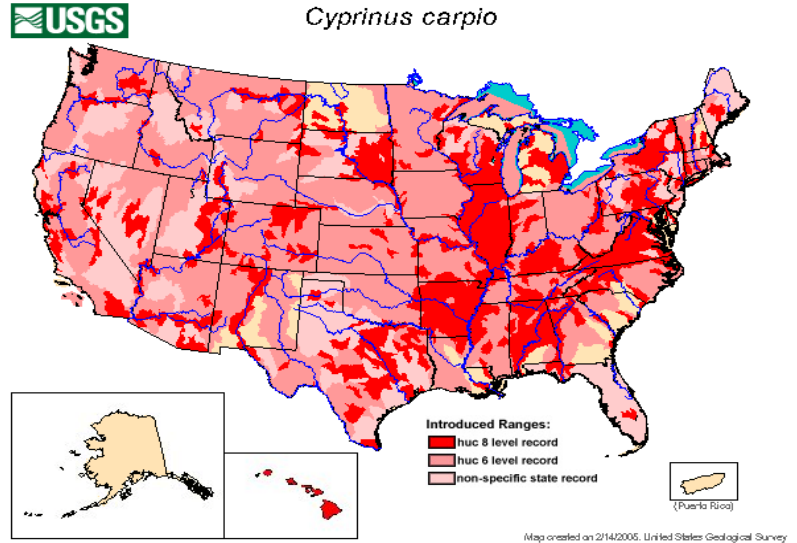 USGS
Cyprinus carpio
Introduced Ranges:
huc 8 level record
huc 6 level record
non-specific state record
(Puerto Rico)
Map created on 2/14/2005. United States Geological Survey